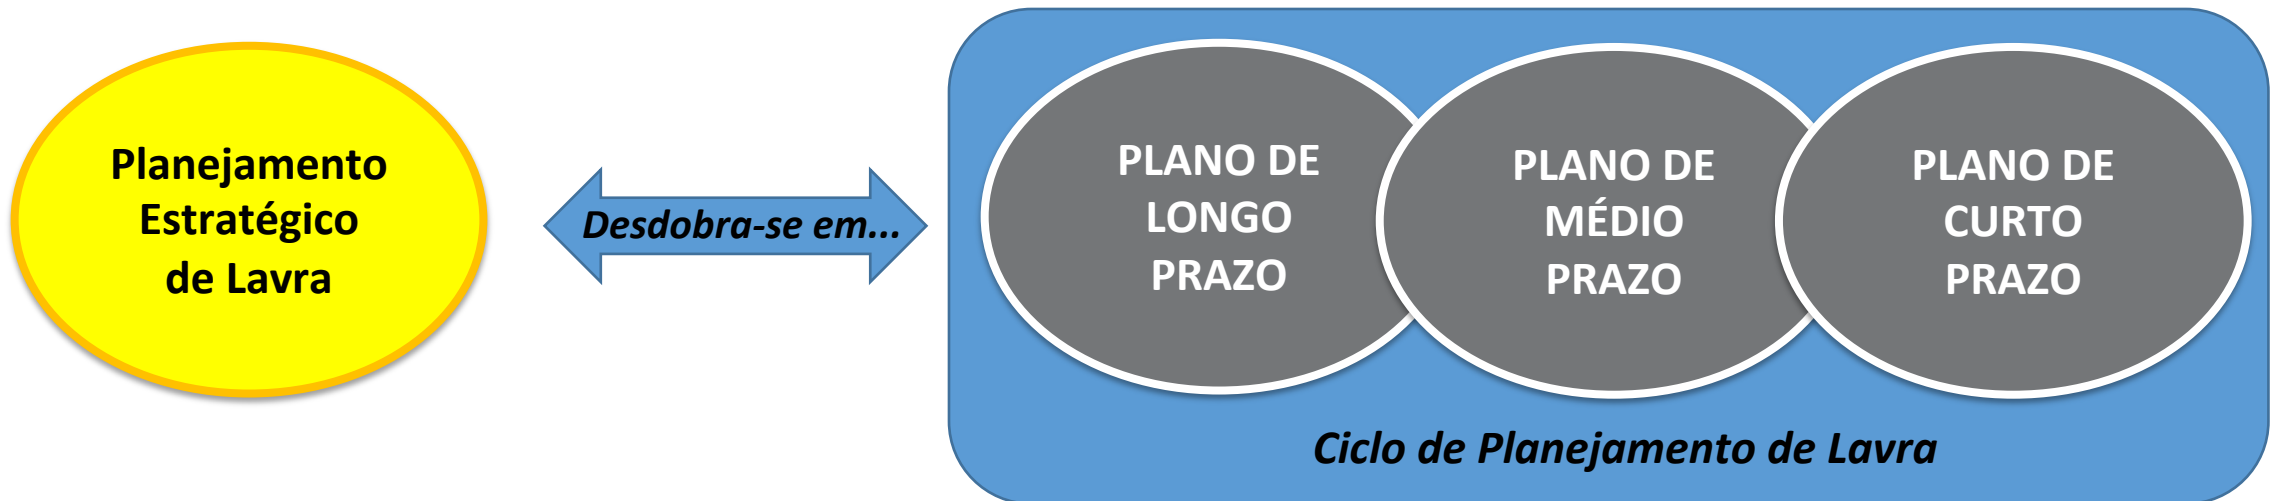 Planejamento
Estratégico
de Lavra
Desdobra-se em...
PLANO DE
LONGO
PRAZO
PLANO DE
MÉDIO
PRAZO
PLANO DE
CURTO
PRAZO
Ciclo de Planejamento de Lavra